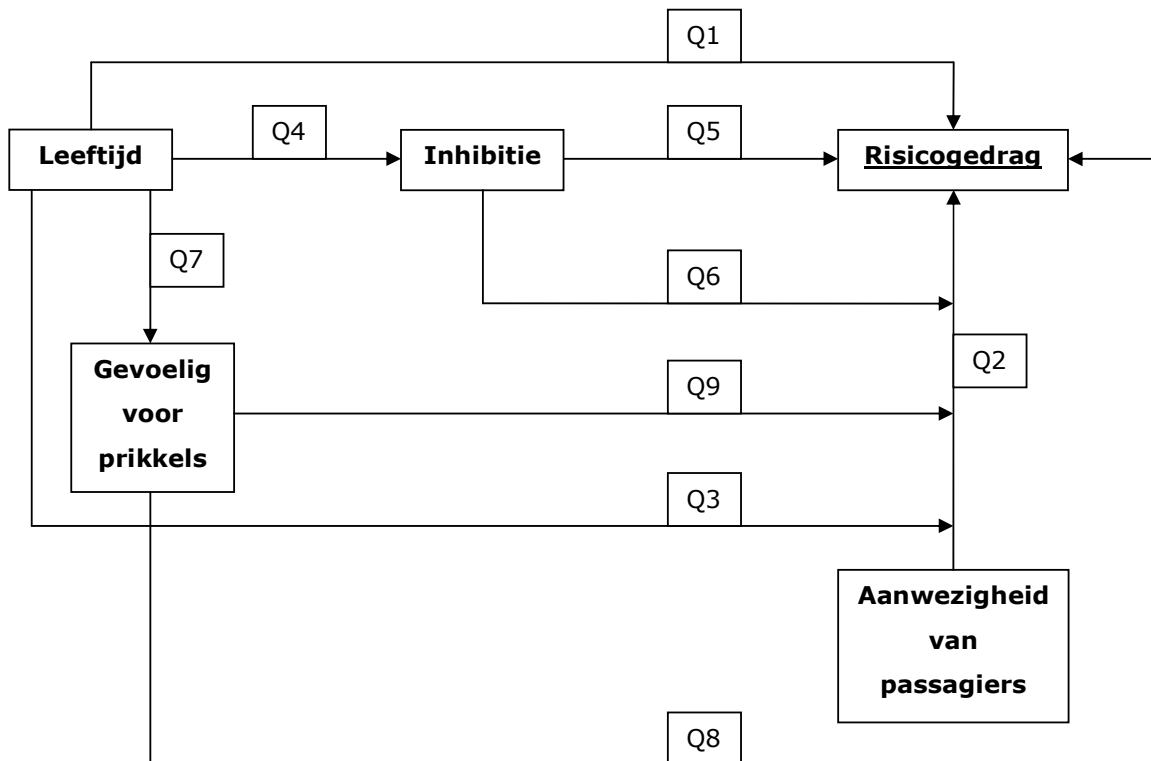 Q1
Leeftijd
Q4
Inhibitie
Q5
Risicogedrag
Q7
Q6
Gevoelig
voor
prikkels
Q9
Q2
Q3
Aanwezigheid
van
passagiers
Q8